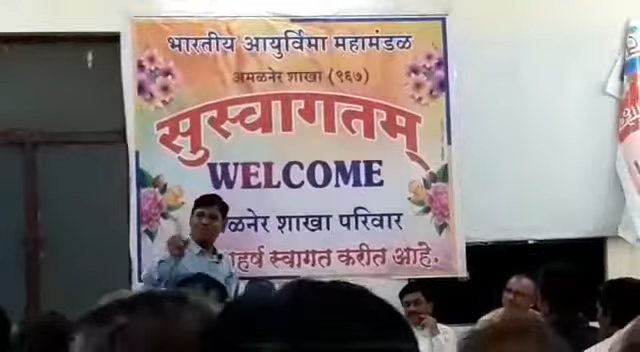 भारतीय आयुर्विमा महामंडळ
अमळनेर शाखा (९६७)
सुस्वागतम्
WELCOME
ळनेर शाखा परिवार
हर्ष स्वागत करीत आहे.